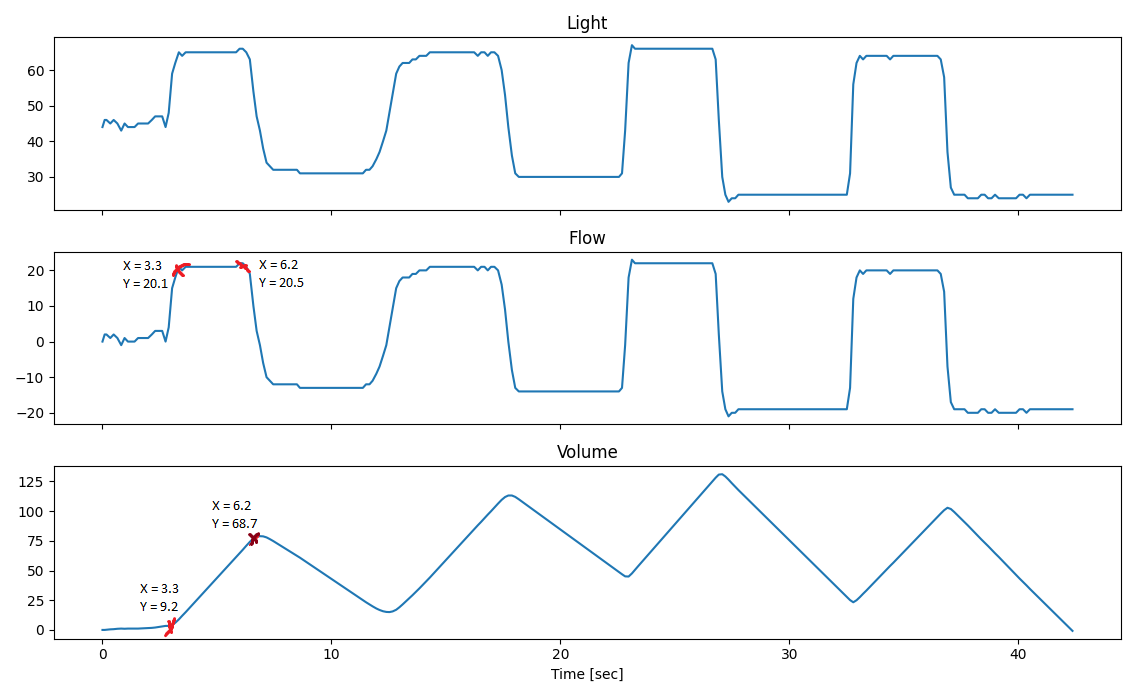 Light
60
50
40
30
Flow
X = 3.3
Y = 20.1
X = 6.2
Y = 20.5
20
10
0
−10
−20
Volume
X = 6.2
Y = 68.7
X = 3.3
Y = 9.2
125
100
75
50
25
0
0 10 20 30 40
Time [sec]